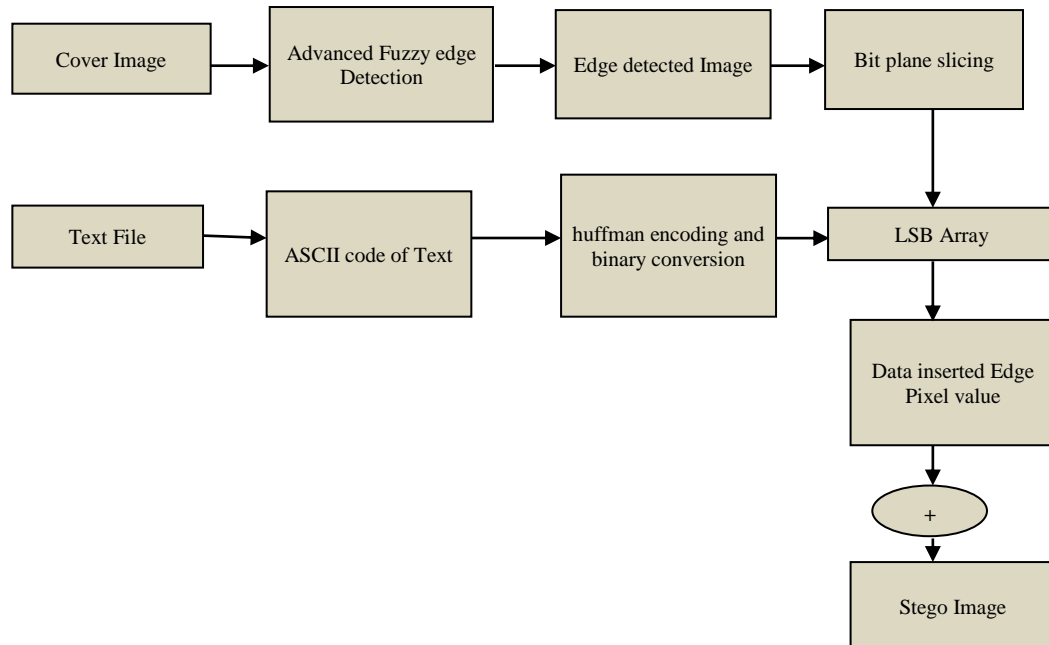 Cover Image
Advanced Fuzzy edge
Detection
Edge detected Image
Bit plane slicing
Text File
ASCII code of Text
huffman encoding and
binary conversion
LSB Array
Data inserted Edge
Pixel value
+
Stego Image